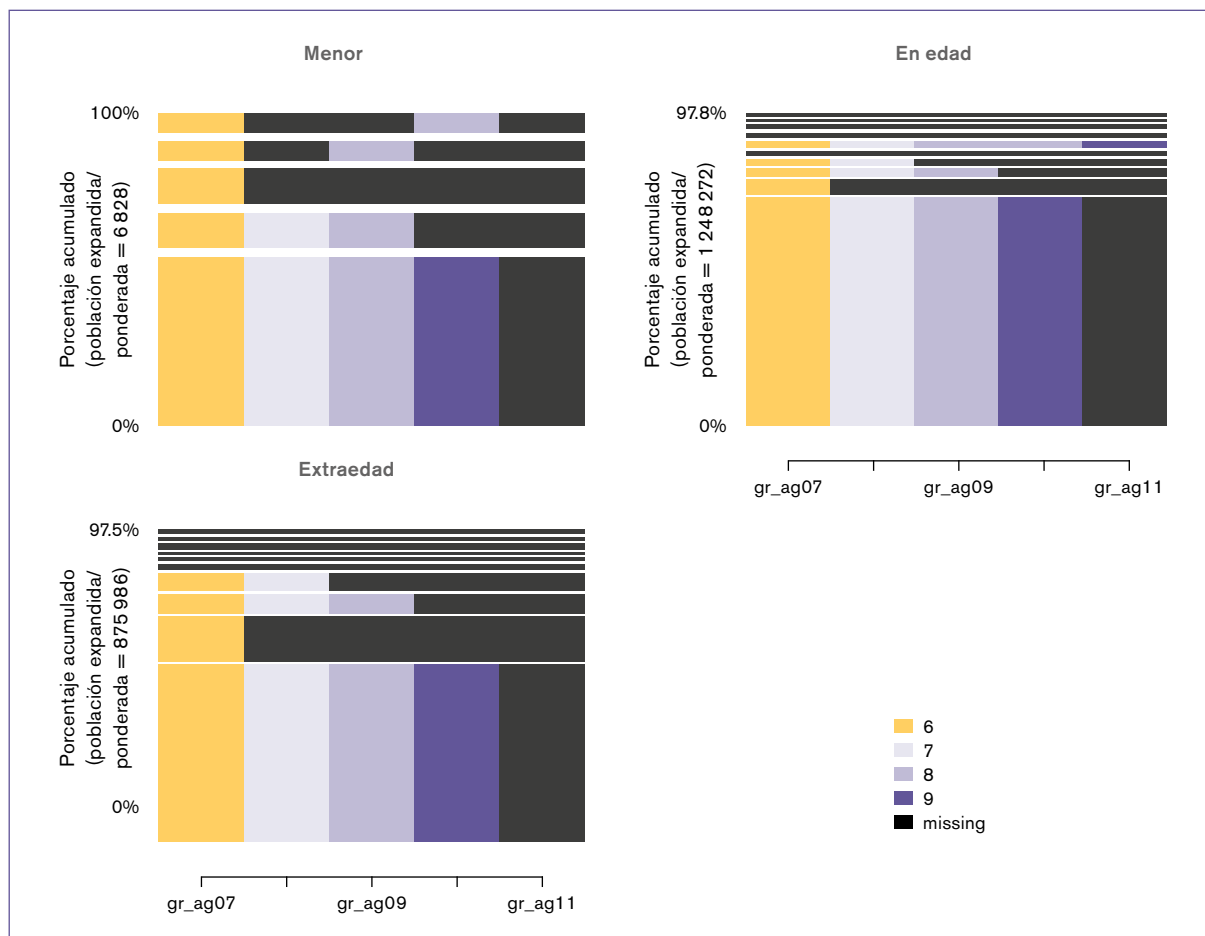 Menor
100%
0%
Porcentaje acumulado
(población expandida/
ponderada = 6 828)
En edad
97.8%
0%
Porcentaje acumulado
(población expandida/
ponderada = 1 248 272)
gr_ag07
gr_ag09
gr_ag11
Extraedad
97.5%
0%
Porcentaje acumulado
(población expandida/
ponderada = 875 986)
gr_ag07
gr_ag09
gr_ag11
6
7
8
9
missing